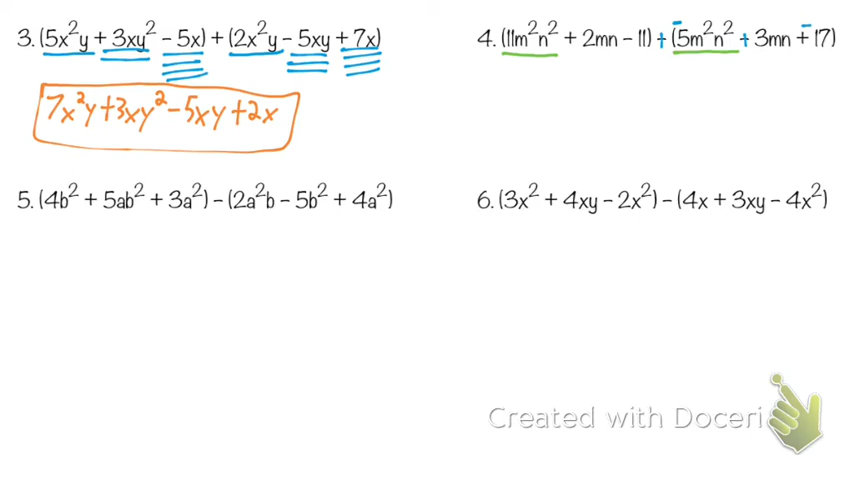 3. (5x²y + 3xy² - 5x) + (2x²y - 5xy + 7x)
7x²y + 3xy² - 5xy + 2x
4. (11m²n² + 2mn - 11) + (-5m²n² + 3mn + -17)
5. (4b² + 5ab² + 3a²) - (2a²b - 5b² + 4a²)
6. (3x² + 4xy - 2x²) - (4x + 3xy - 4x²)
Created with Doceri